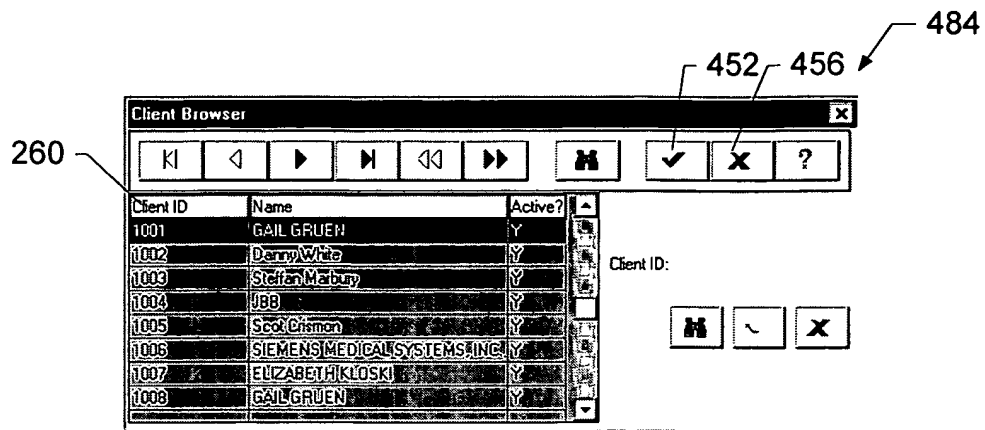 484
452 456
Client Browser
260
?
Client ID Name Active?
1001 GAIL GRUEN Y
1002 Danny White Y
1003 Steffan Marbury Y
Client ID:
1004 JBB Y
1005 Scot Crismon Y
1006 SIEMENS MEDICAL SYSTEMS, INC. Y
1007 ELIZABETH KLOSKI Y
1008 GAIL GRUEN Y